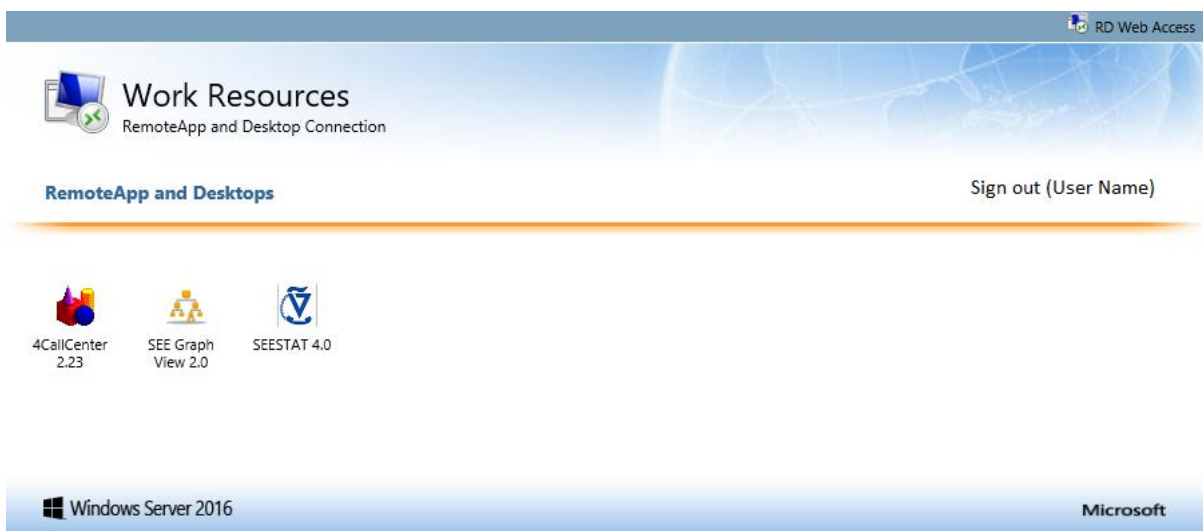 RD Web Access
Work Resources
RemoteApp and Desktop Connection
RemoteApp and Desktops
Sign out (User Name)
4CallCenter
2.23
SEE Graph
View 2.0
SEESTAT 4.0
Windows Server 2016
Microsoft